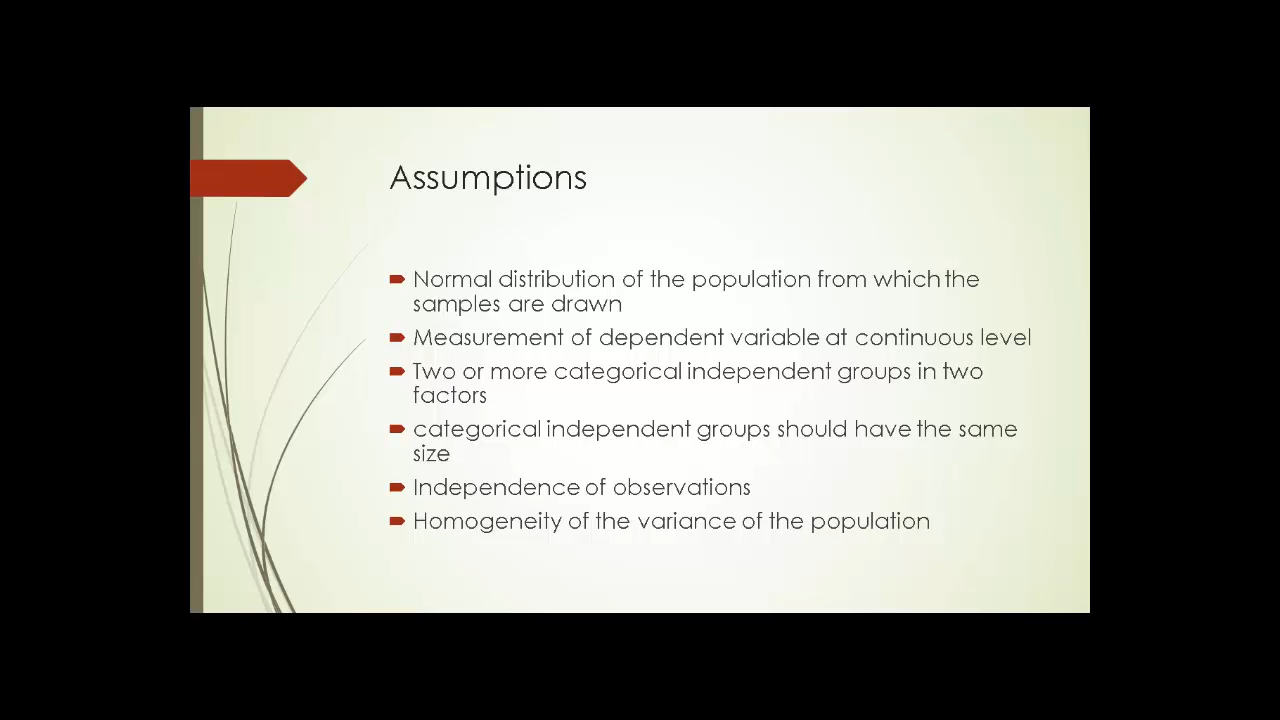 Assumptions
Normal distribution of the population from which the
samples are drawn
Measurement of dependent variable at continuous level
Two or more categorical independent groups in two
factors
categorical independent groups should have the same
size
Independence of observations
Homogeneity of the variance of the population